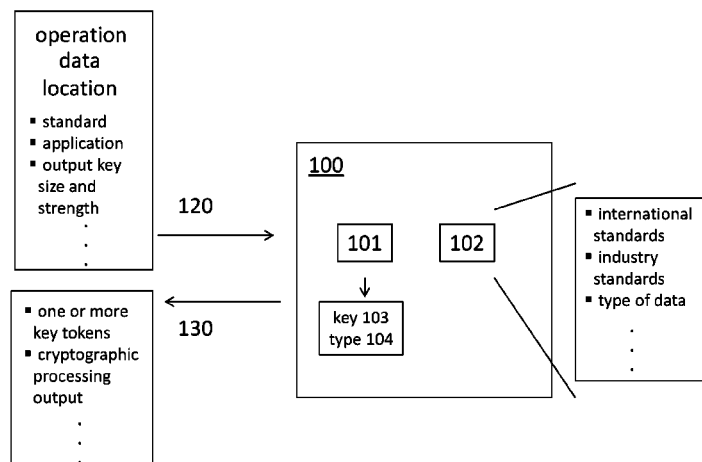 operation
data
location
▪ standard
▪ application
▪ output key
size and
strength
.
.
.
120
100
101
102
key 103
type 104
▪ international
standards
▪ industry
standards
▪ type of data
.
.
.
130
▪ one or more
key tokens
▪ cryptographic
processing
output
.
.
.